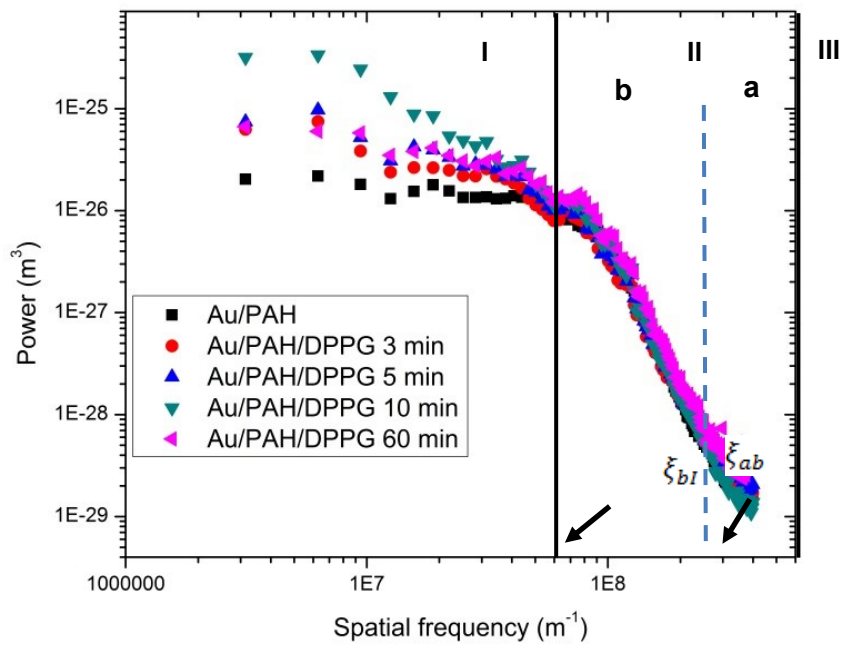 I
II
III
b
a
1E-25
1E-26
1E-27
1E-28
1E-29
Power (m³)
Au/PAH
Au/PAH/DPPG 3 min
Au/PAH/DPPG 5 min
Au/PAH/DPPG 10 min
Au/PAH/DPPG 60 min
ξab
ξbI
1000000
1E7
1E8
Spatial frequency (m⁻¹)